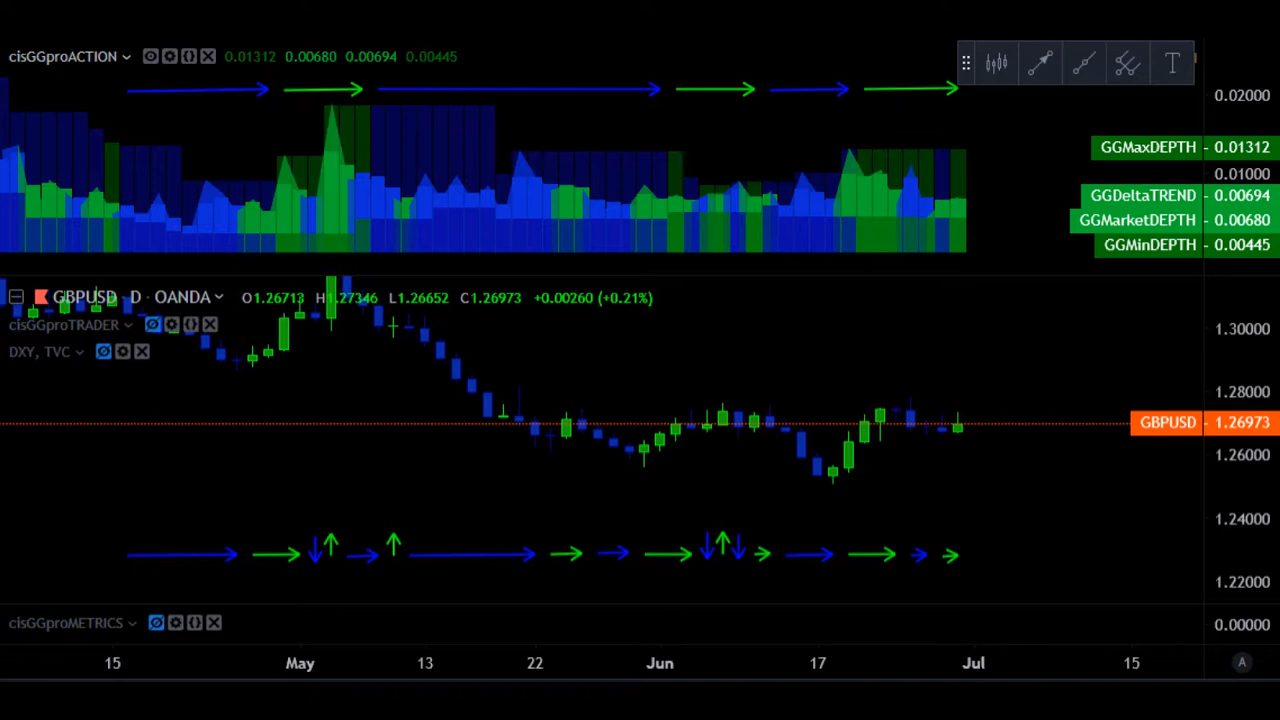 cisGGproACTION 0.01312 0.00680 0.00694 0.00445
T
0.02000
GGMaxDEPTH 0.01312
0.01000
GGDeltaTREND 0.00694
GGMarketDEPTH 0.00680
GGMinDEPTH 0.00445
GBPUSD · D · OANDA O1.26713 H1.27346 L1.26652 C1.26973 +0.00260 (+0.21%)
cisGGproTRADER
1.30000
DXY, TVC
1.28000
GBPUSD 1.26973
1.26000
1.24000
1.22000
cisGGproMETRICS 0.00000
15 May 13 22 Jun 17 Jul 15 A